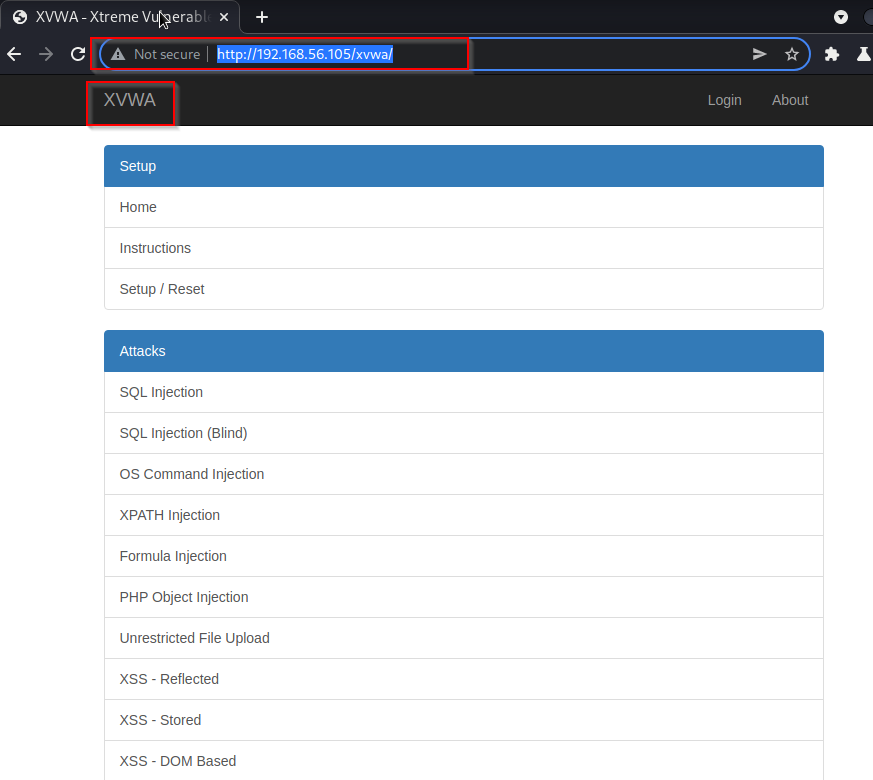 XVWA - Xtreme Vulnerabl
Not secure http://192.168.56.105/xvwa/
XVWA Login About
Setup
Home
Instructions
Setup / Reset
Attacks
SQL Injection
SQL Injection (Blind)
OS Command Injection
XPATH Injection
Formula Injection
PHP Object Injection
Unrestricted File Upload
XSS - Reflected
XSS - Stored
XSS - DOM Based